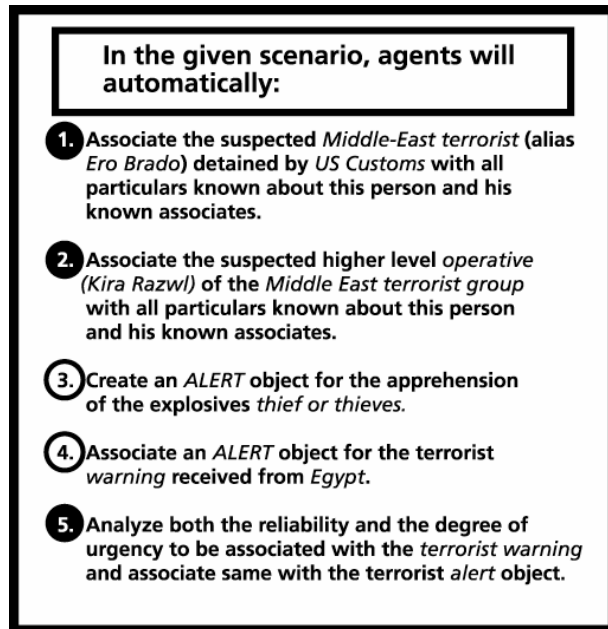 In the given scenario, agents will
automatically:
1. Associate the suspected Middle-East terrorist (alias
Ero Brado) detained by US Customs with all
particulars known about this person and his
known associates.
2. Associate the suspected higher level operative
(Kira Razwl) of the Middle East terrorist group
with all particulars known about this person
and his known associates.
3. Create an ALERT object for the apprehension
of the explosives thief or thieves.
4. Associate an ALERT object for the terrorist
warning received from Egypt.
5. Analyze both the reliability and the degree of
urgency to be associated with the terrorist warning
and associate same with the terrorist alert object.